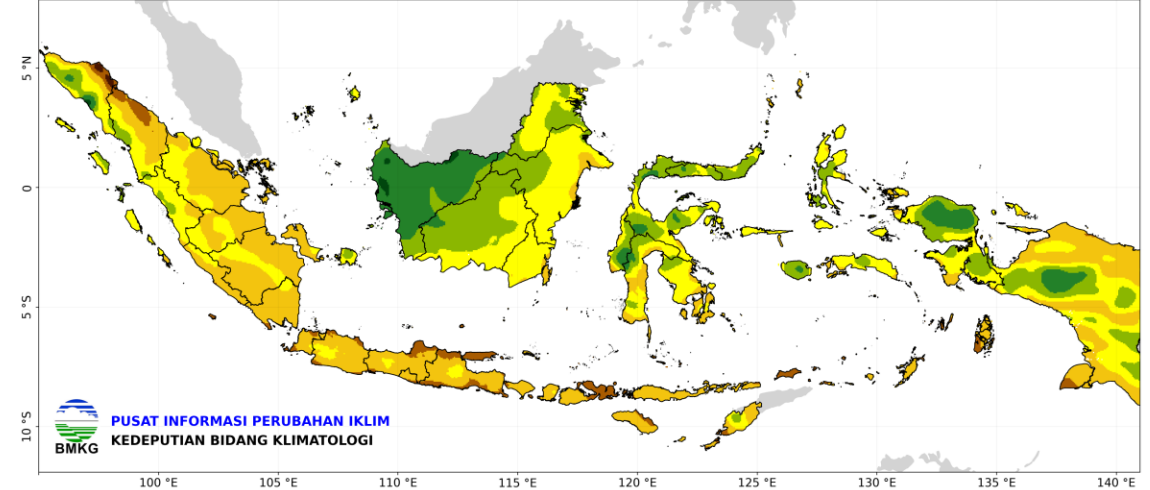 5 °N
0
5 °S
10 °S
PUSAT INFORMASI PERUBAHAN IKLIM
KEDEPUTIAN BIDANG KLIMATOLOGI
BMKG
100 °E 105 °E 110 °E 115 °E 120 °E 125 °E 130 °E 135 °E 140 °E